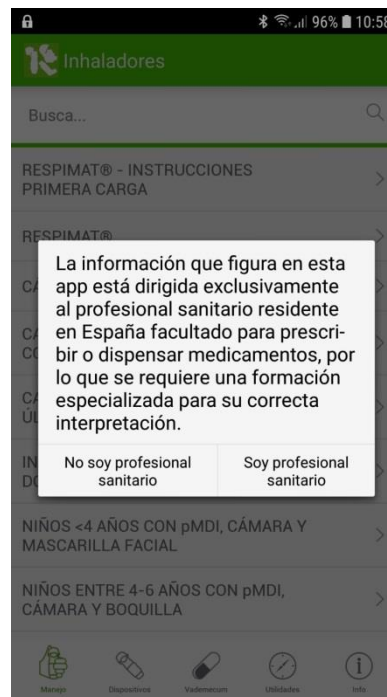 96% 10:58
Inhaladores
Busca...
RESPIMAT® - INSTRUCCIONES
PRIMERA CARGA
RESPIMAT®
La información que figura en esta
app está dirigida exclusivamente
al profesional sanitario residente
en España facultado para prescri-
bir o dispensar medicamentos, por
lo que se requiere una formación
especializada para su correcta
interpretación.
No soy profesional
sanitario
Soy profesional
sanitario
NIÑOS <4 AÑOS CON pMDI, CÁMARA Y
MASCARILLA FACIAL
NIÑOS ENTRE 4-6 AÑOS CON pMDI,
CÁMARA Y BOQUILLA
Manejo Dispositivos Vademecum Utilidades Info